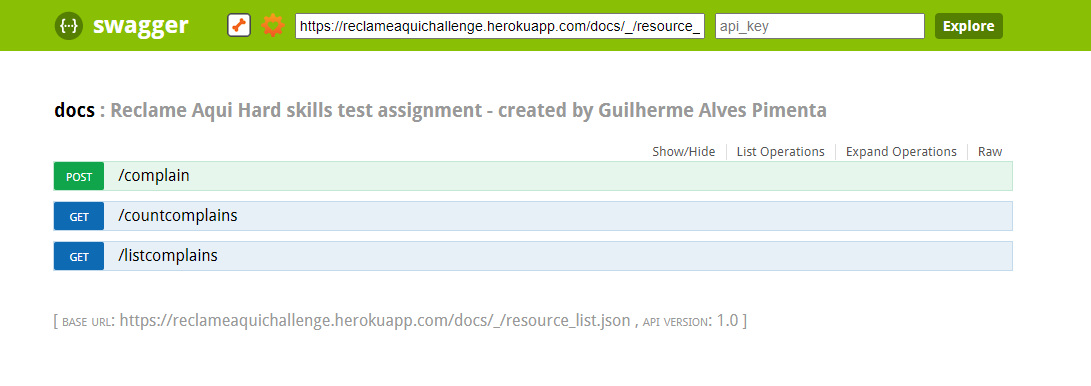 {··} swagger https://reclameaquichallenge.herokuapp.com/docs/_/resource_ api_key Explore
docs : Reclame Aqui Hard skills test assignment - created by Guilherme Alves Pimenta
Show/Hide List Operations Expand Operations Raw
POST /complain
GET /countcomplains
GET /listcomplains
[ BASE URL: https://reclameaquichallenge.herokuapp.com/docs/_/resource_list.json , API VERSION: 1.0 ]